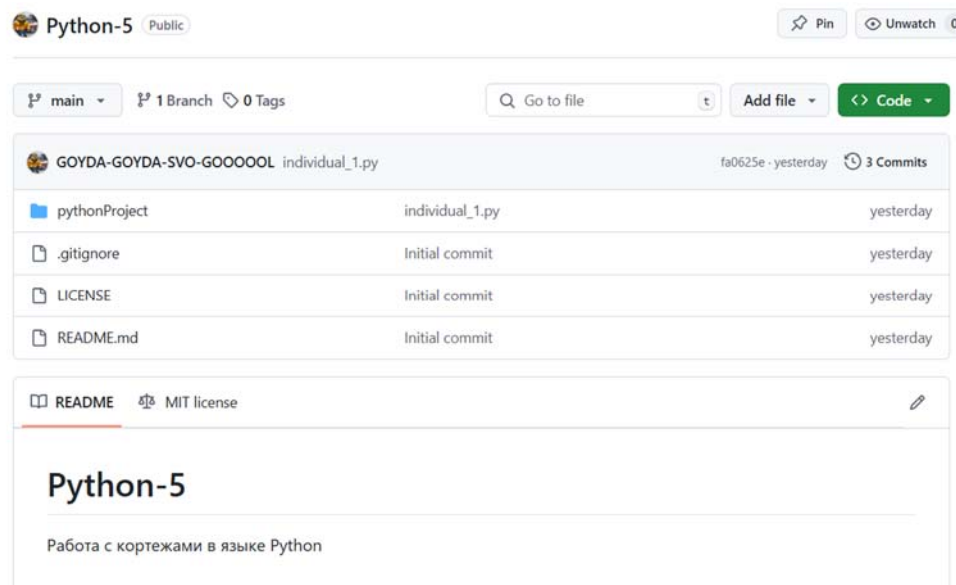 Python-5 Public Pin Unwatch 0
main 1 Branch 0 Tags Go to file t Add file <> Code
GOYDA-GOYDA-SVO-GOOOOOL individual_1.py fa0625e · yesterday 3 Commits
pythonProject individual_1.py yesterday
.gitignore Initial commit yesterday
LICENSE Initial commit yesterday
README.md Initial commit yesterday
README MIT license
Python-5
Работа с кортежами в языке Python